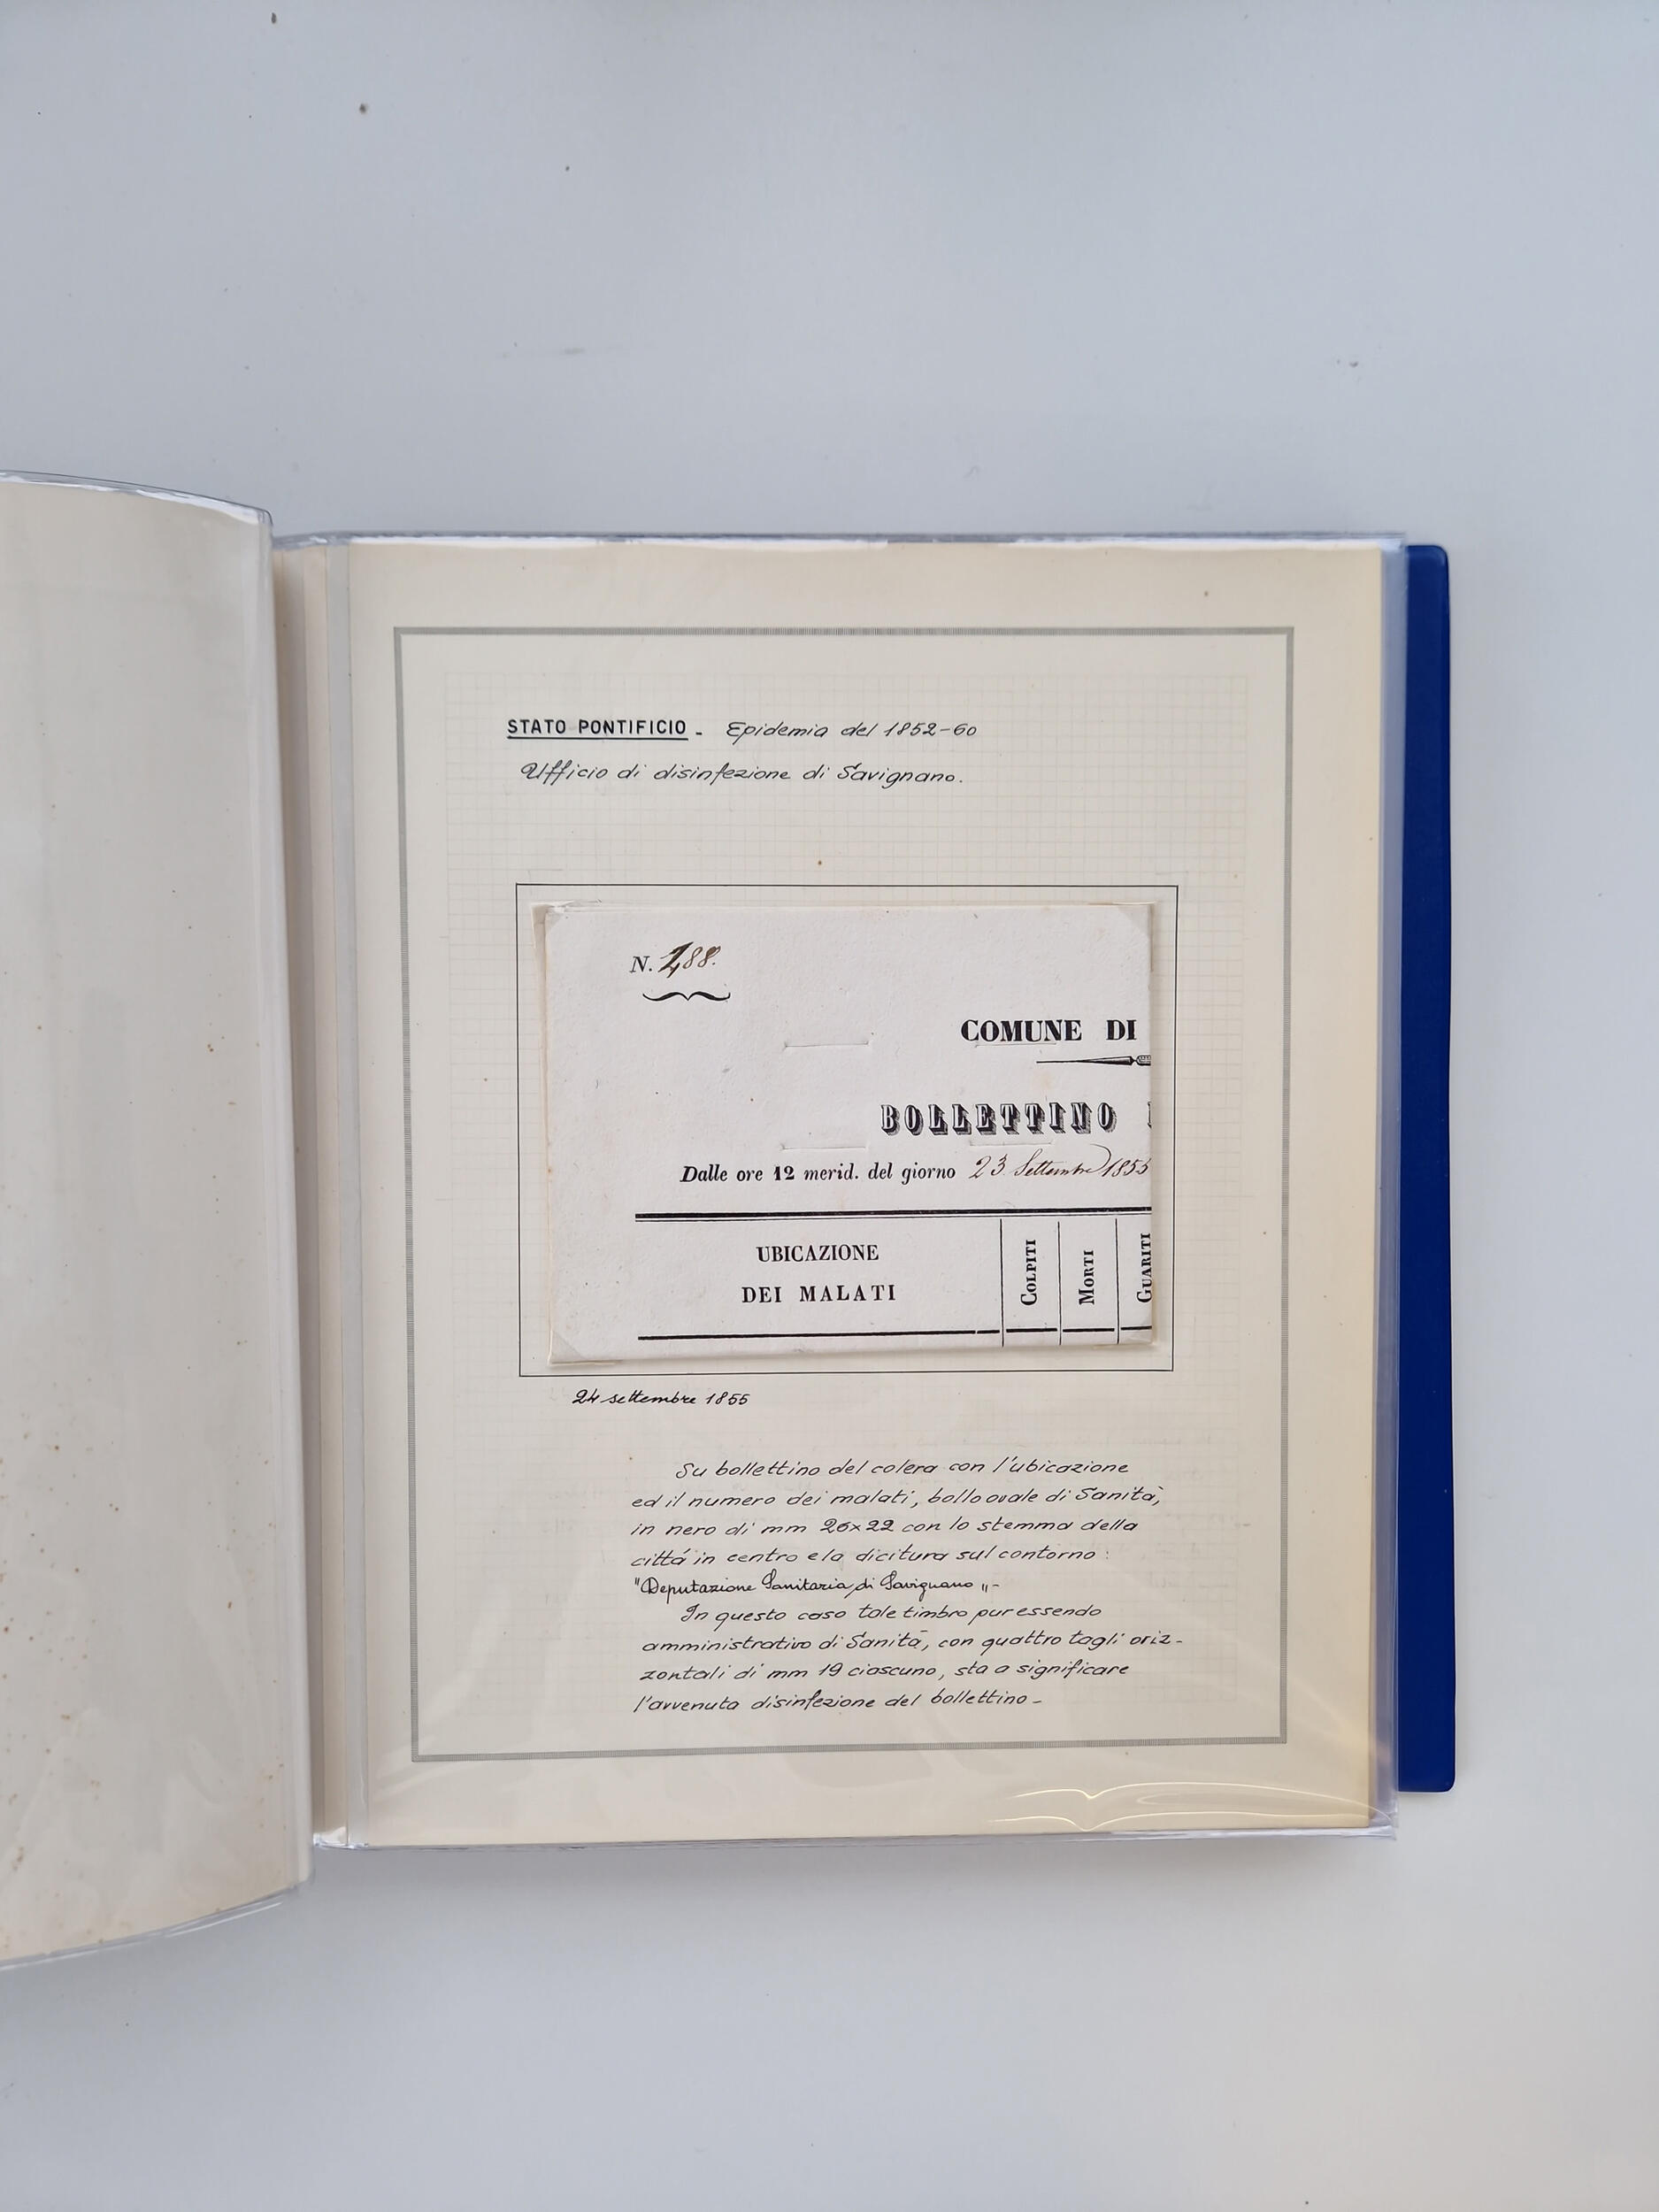 STATO PONTIFICIO - Epidemia del 1852-60
Ufficio di disinfezione di Savignano.
N. 188.
COMUNE DI
BOLLETTINO
Dalle ore 12 merid. del giorno 23 Settembre 1855
UBICAZIONE
DEI MALATI
COLPITI
MORTI
GUARITI
24 settembre 1855
Su bollettino del colera con l'ubicazione
ed il numero dei malati, bollo ovale di Sanità,
in nero di mm 26x22 con lo stemma della
cittá in centro e la dicitura sul contorno:
"Deputazione Sanitaria di Savignano„-
In questo caso tale timbro pur essendo
amministrativo di Sanità, con quattro tagli oriz-
zontali di mm 19 ciascuno, sta a significare
l'avvenuta disinfezione del bollettino-